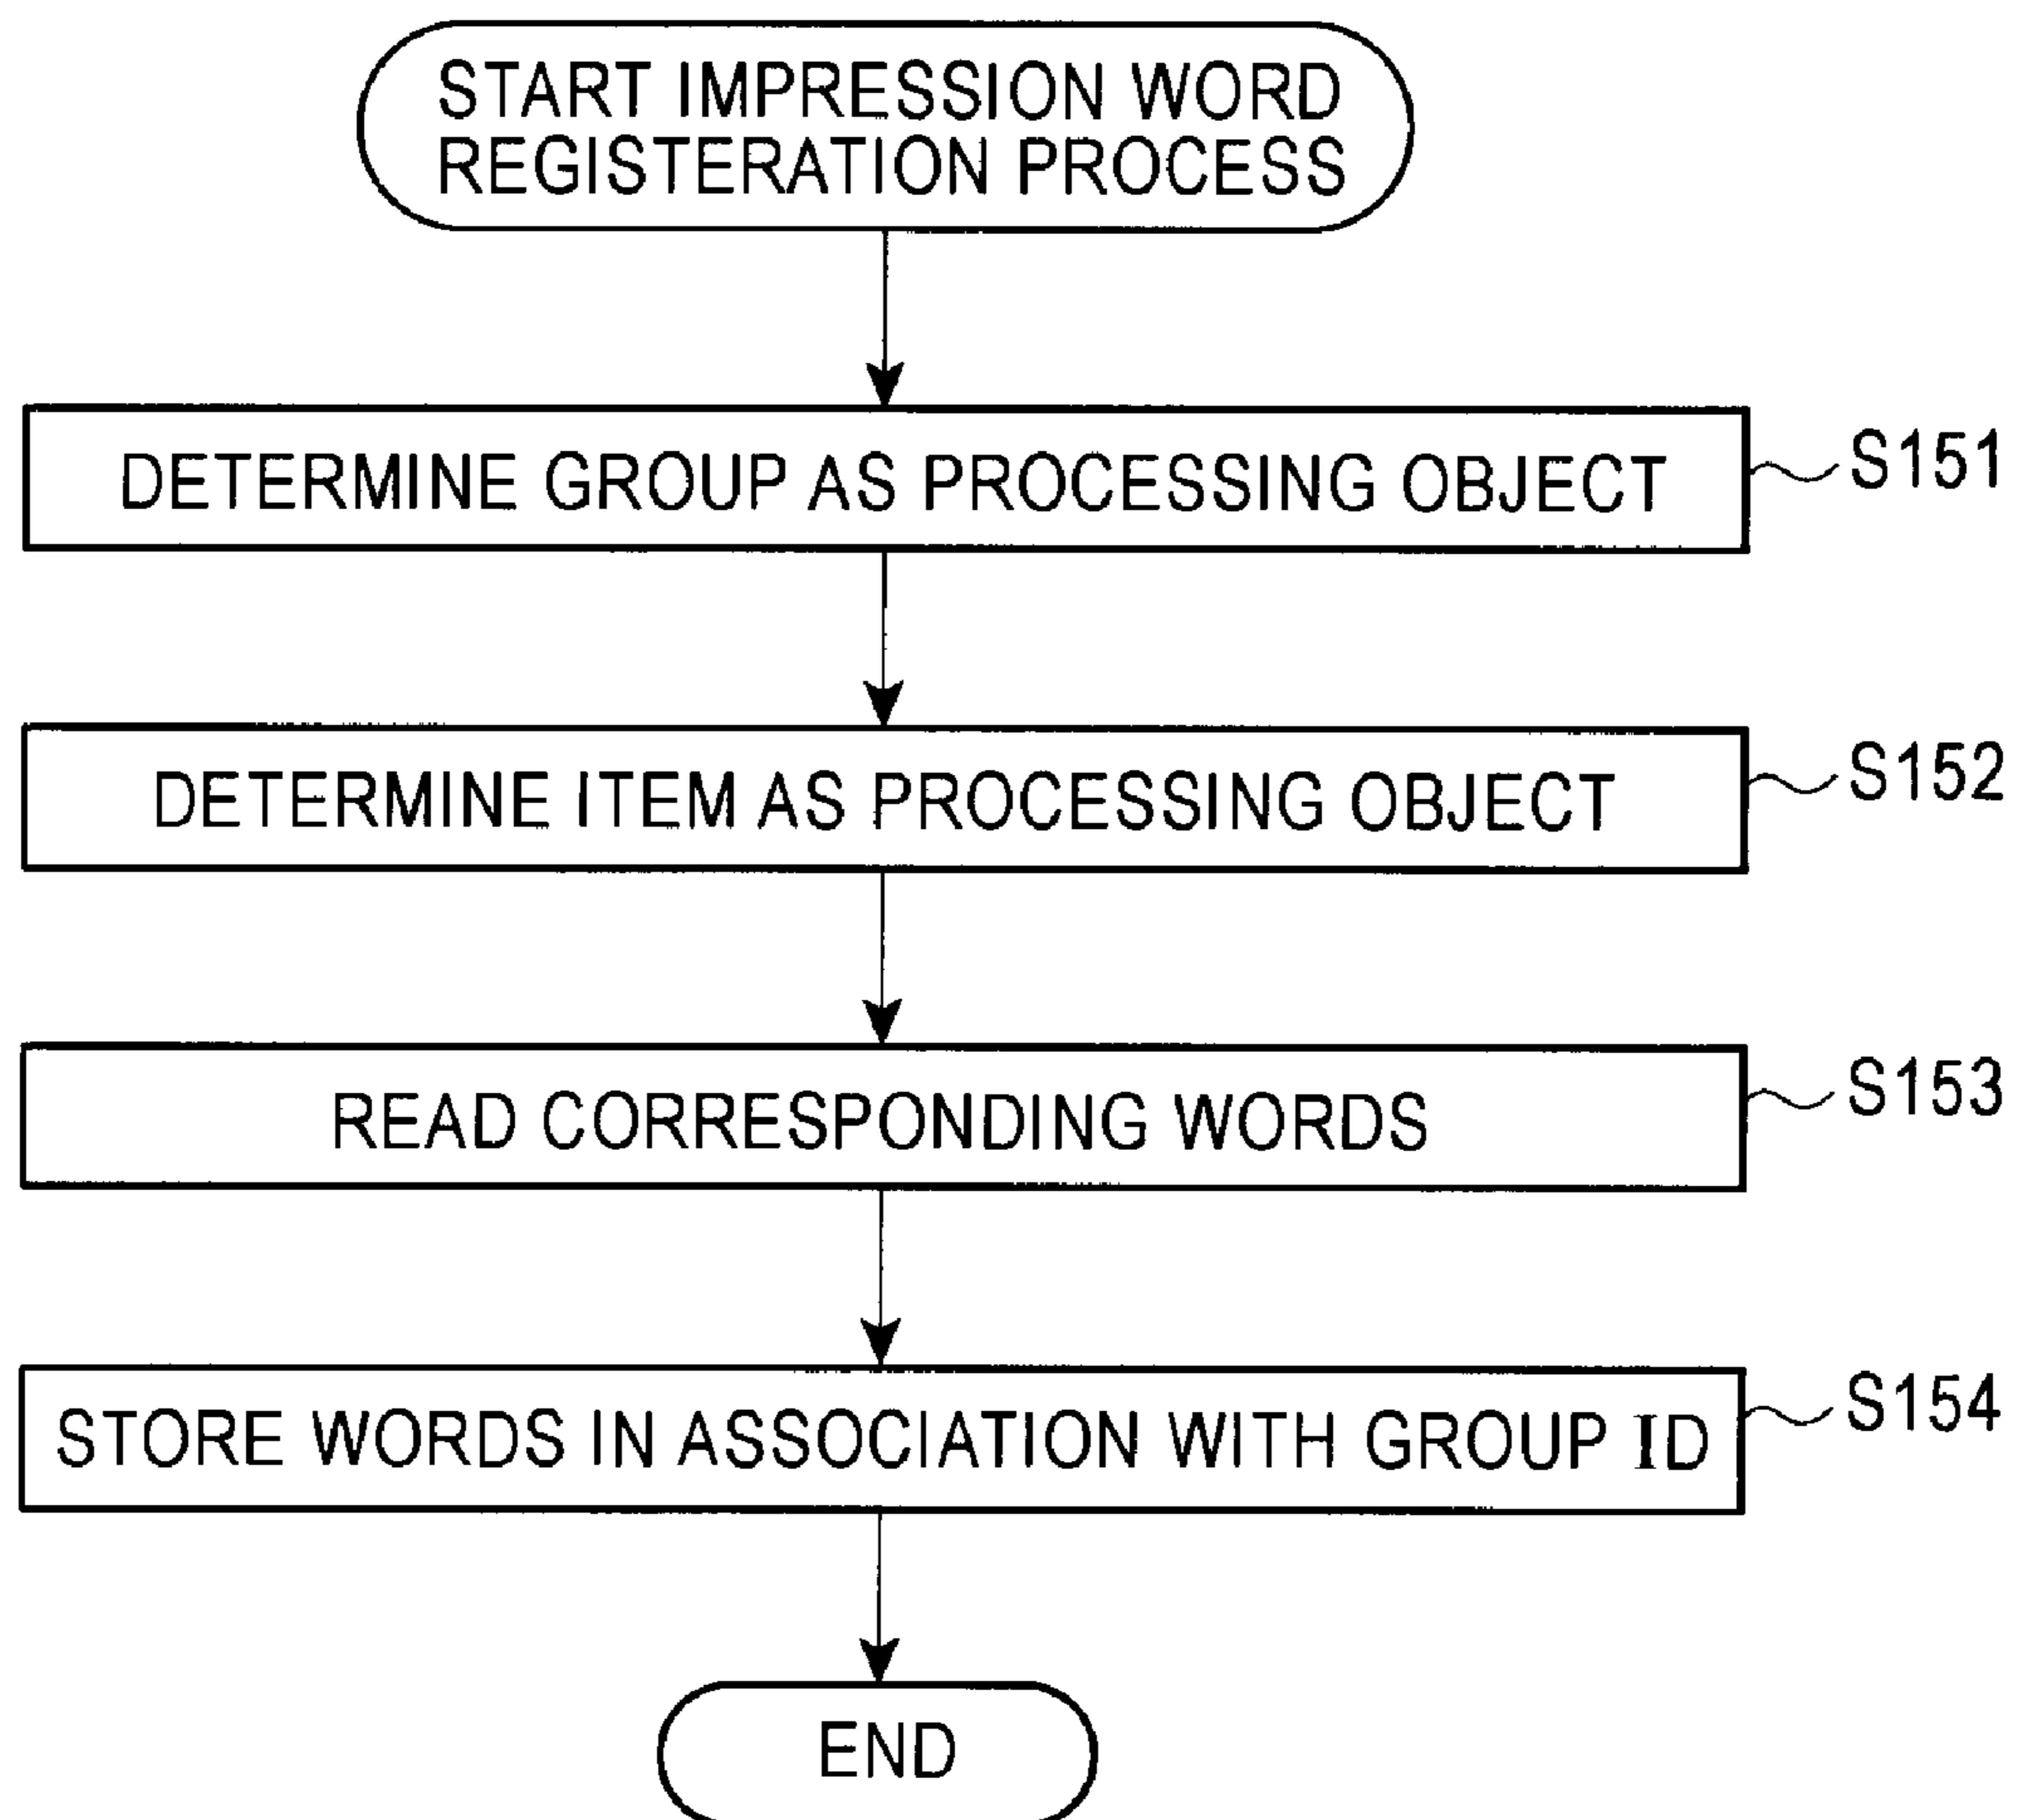 START IMPRESSION WORD
REGISTERATION PROCESS
DETERMINE GROUP AS PROCESSING OBJECT
S151
DETERMINE ITEM AS PROCESSING OBJECT
S152
READ CORRESPONDING WORDS
S153
STORE WORDS IN ASSOCIATION WITH GROUP ID
S154
END